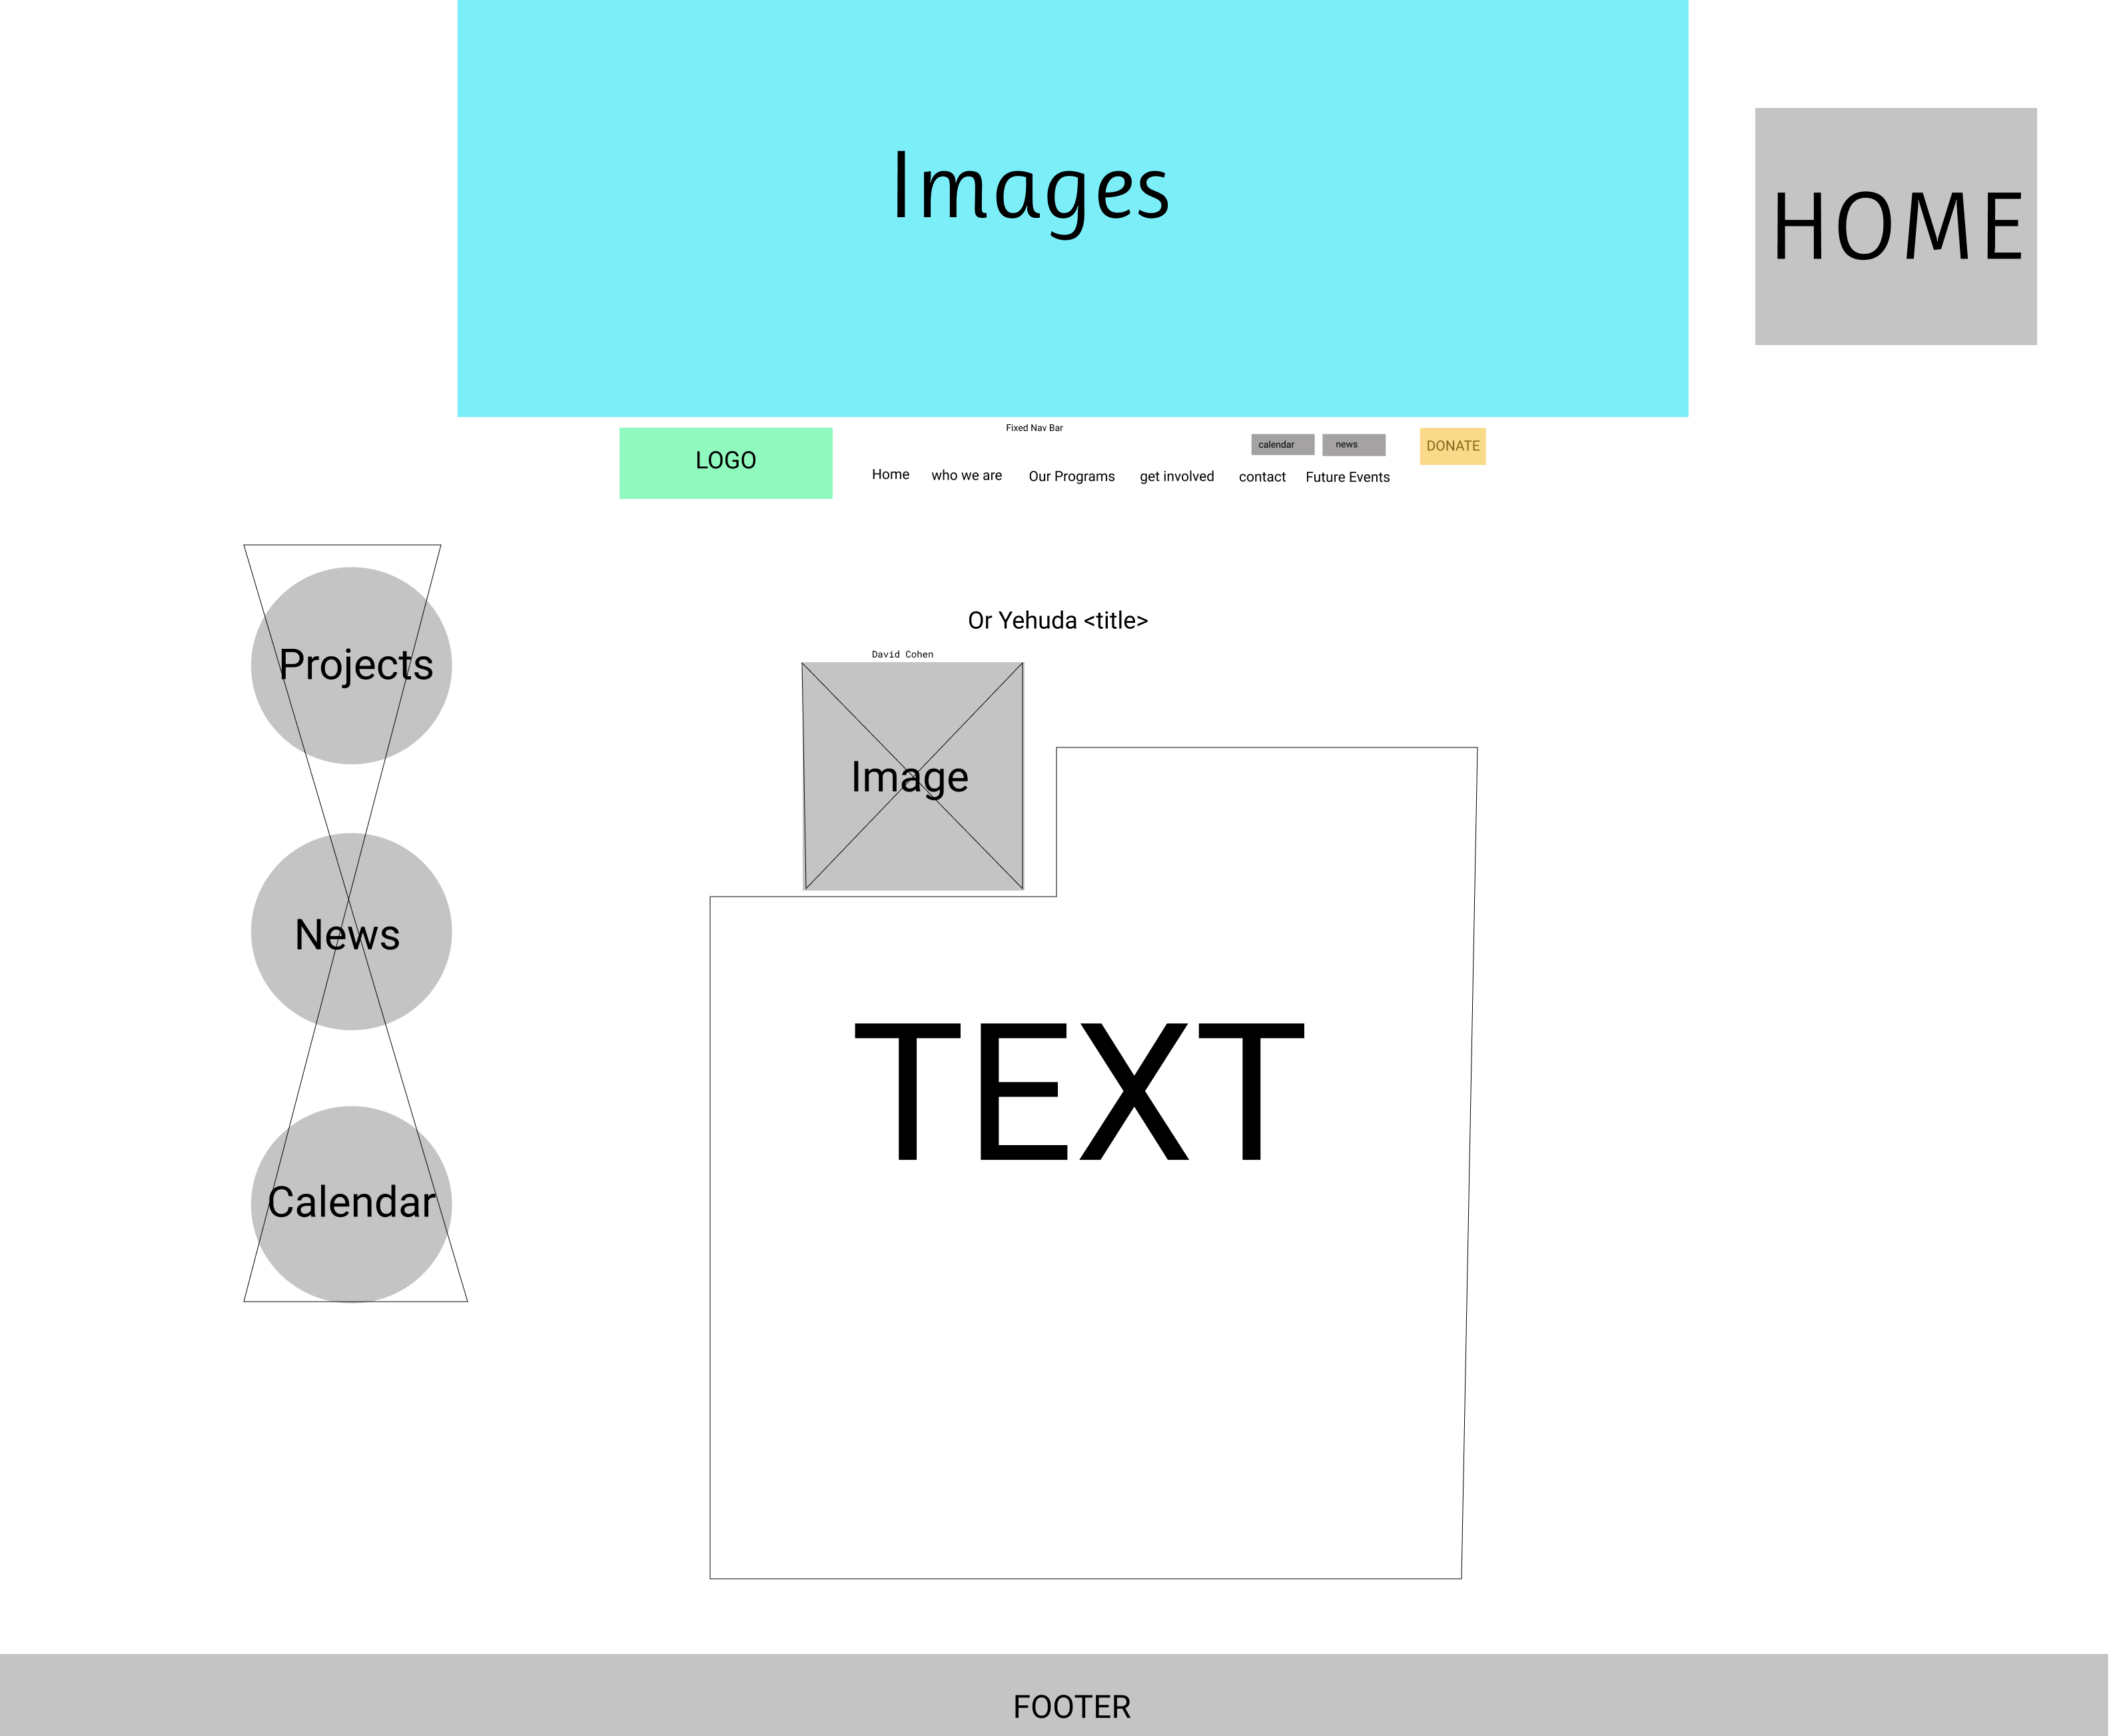 Images
HOME
Fixed Nav Bar
LOGO
calendar
news
DONATE
Home
who we are
Our Programs
get involved
contact
Future Events
Or Yehuda <title>
David Cohen
Projects
Image
News
TEXT
Calendar
FOOTER